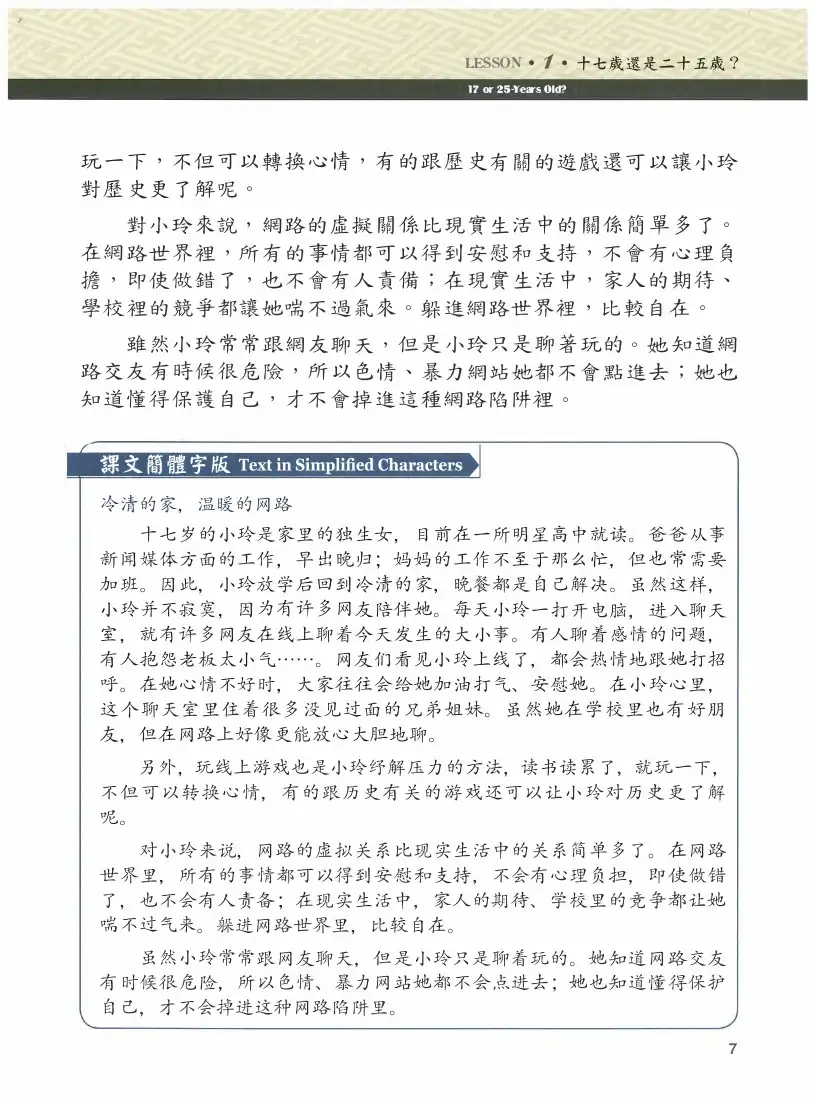 LESSON • 1 • 十七歲還是二十五歲？
17 or 25-Years Old?
玩一下，不但可以轉換心情，有的跟歷史有關的遊戲還可以讓小玲
對歷史更了解呢。
對小玲來說，網路的虛擬關係比現實生活中的關係簡單多了。
在網路世界裡，所有的事情都可以得到安慰和支持，不會有心理負
擔，即使做錯了，也不會有人責備；在現實生活中，家人的期待、
學校裡的競爭都讓她喘不過氣來。躲進網路世界裡，比較自在。
雖然小玲常常跟網友聊天，但是小玲只是聊著玩的。她知道網
路交友有時候很危險，所以色情、暴力網站她都不會點進去；她也
知道懂得保護自己，才不會掉進這種網路陷阱裡。
課文簡體字版 Text in Simplified Characters
冷清的家，温暖的网路
十七岁的小玲是家里的独生女，目前在一所明星高中就读。爸爸从事
新闻媒体方面的工作，早出晚归；妈妈的工作不至于那么忙，但也常需要
加班。因此，小玲放学后回到冷清的家，晚餐都是自己解决。虽然这样，
小玲并不寂寞，因为有许多网友陪伴她。每天小玲一打开电脑，进入聊天
室，就有许多网友在线上聊着今天发生的大小事。有人聊着感情的问题，
有人抱怨老板太小气……。网友们看见小玲上线了，都会热情地跟她打招
呼。在她心情不好时，大家往往会给她加油打气、安慰她。在小玲心里，
这个聊天室里住着很多没见过面的兄弟姐妹。虽然她在学校里也有好朋
友，但在网路上好像更能放心大胆地聊。
另外，玩线上游戏也是小玲纾解压力的方法，读书读累了，就玩一下，
不但可以转换心情，有的跟历史有关的游戏还可以让小玲对历史更了解
呢。
对小玲来说，网路的虚拟关系比现实生活中的关系简单多了。在网路
世界里，所有的事情都可以得到安慰和支持，不会有心理负担，即使做错
了，也不会有人责备；在现实生活中，家人的期待、学校里的竞争都让她
喘不过气来。躲进网路世界里，比较自在。
虽然小玲常常跟网友聊天，但是小玲只是聊着玩的。她知道网路交友
有时候很危险，所以色情、暴力网站她都不会点进去；她也知道懂得保护
自己，才不会掉进这种网路陷阱里。
7